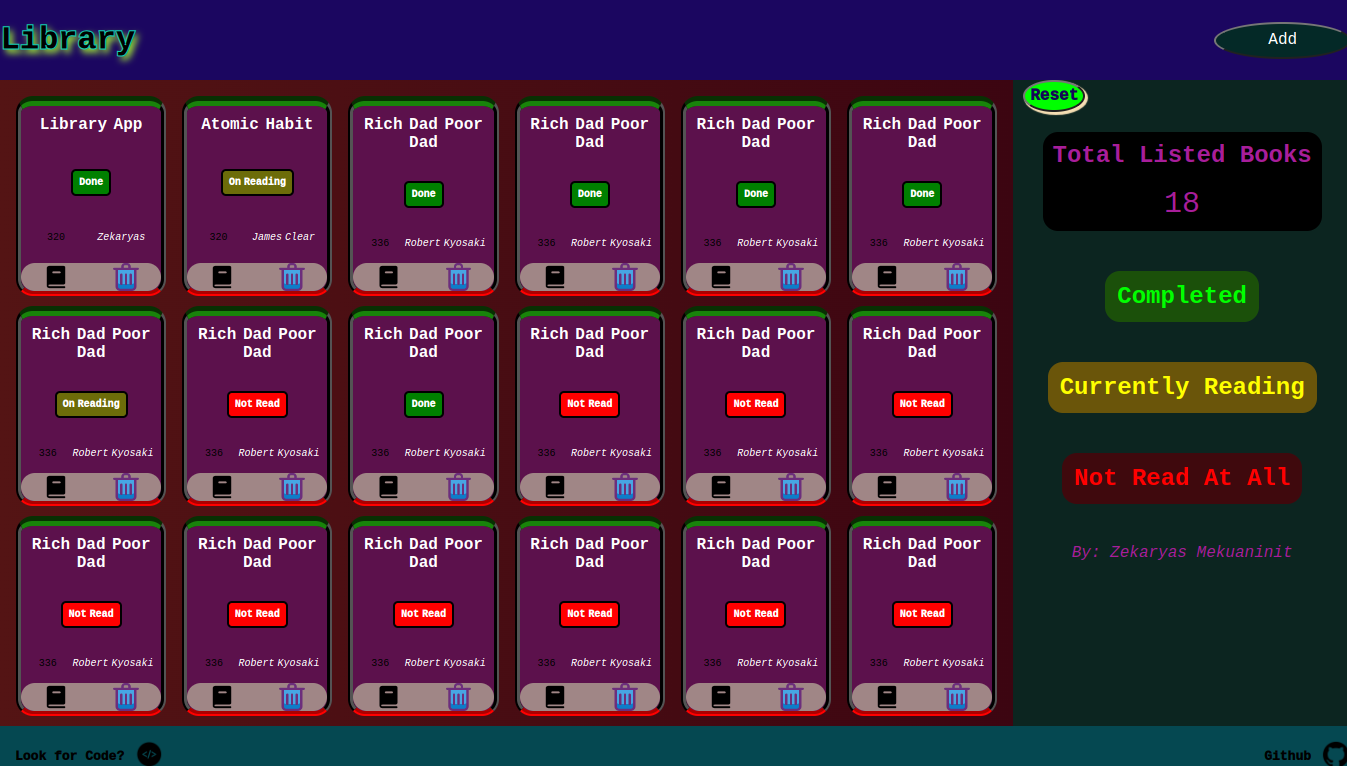 Library
Add
Reset
Library App
Done
320 Zekaryas
Atomic Habit
On Reading
320 James Clear
Rich Dad Poor
Dad
Done
336 Robert Kyosaki
Rich Dad Poor
Dad
Done
336 Robert Kyosaki
Rich Dad Poor
Dad
Done
336 Robert Kyosaki
Rich Dad Poor
Dad
Done
336 Robert Kyosaki
Rich Dad Poor
Dad
On Reading
336 Robert Kyosaki
Rich Dad Poor
Dad
Not Read
336 Robert Kyosaki
Rich Dad Poor
Dad
Done
336 Robert Kyosaki
Rich Dad Poor
Dad
Not Read
336 Robert Kyosaki
Rich Dad Poor
Dad
Not Read
336 Robert Kyosaki
Rich Dad Poor
Dad
Not Read
336 Robert Kyosaki
Rich Dad Poor
Dad
Not Read
336 Robert Kyosaki
Rich Dad Poor
Dad
Not Read
336 Robert Kyosaki
Rich Dad Poor
Dad
Not Read
336 Robert Kyosaki
Rich Dad Poor
Dad
Not Read
336 Robert Kyosaki
Rich Dad Poor
Dad
Not Read
336 Robert Kyosaki
Rich Dad Poor
Dad
Not Read
336 Robert Kyosaki
Total Listed Books
18
Completed
Currently Reading
Not Read At All
By: Zekaryas Mekuaninit
Look for Code? </>
Github